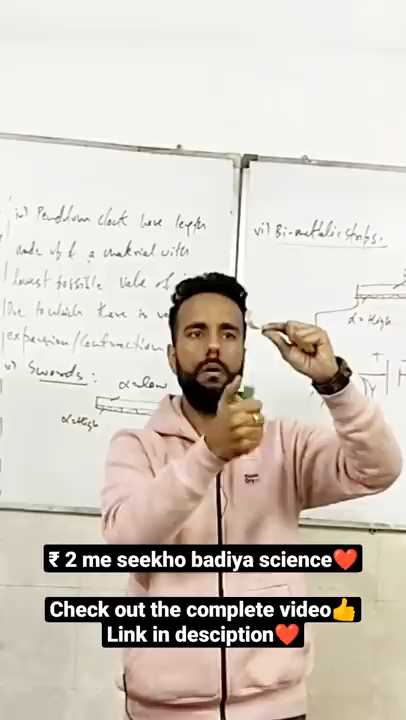 iv) Pendulum clock have length
made up of a material with
lowest possible value of
Due to which there is
expansion/Contraction
v) Swords:
α=low
α=High
vi) Bi-metallic strips.
α=High
T
₹ 2 me seekho badiya science❤️
Check out the complete video👍
Link in desciption❤️